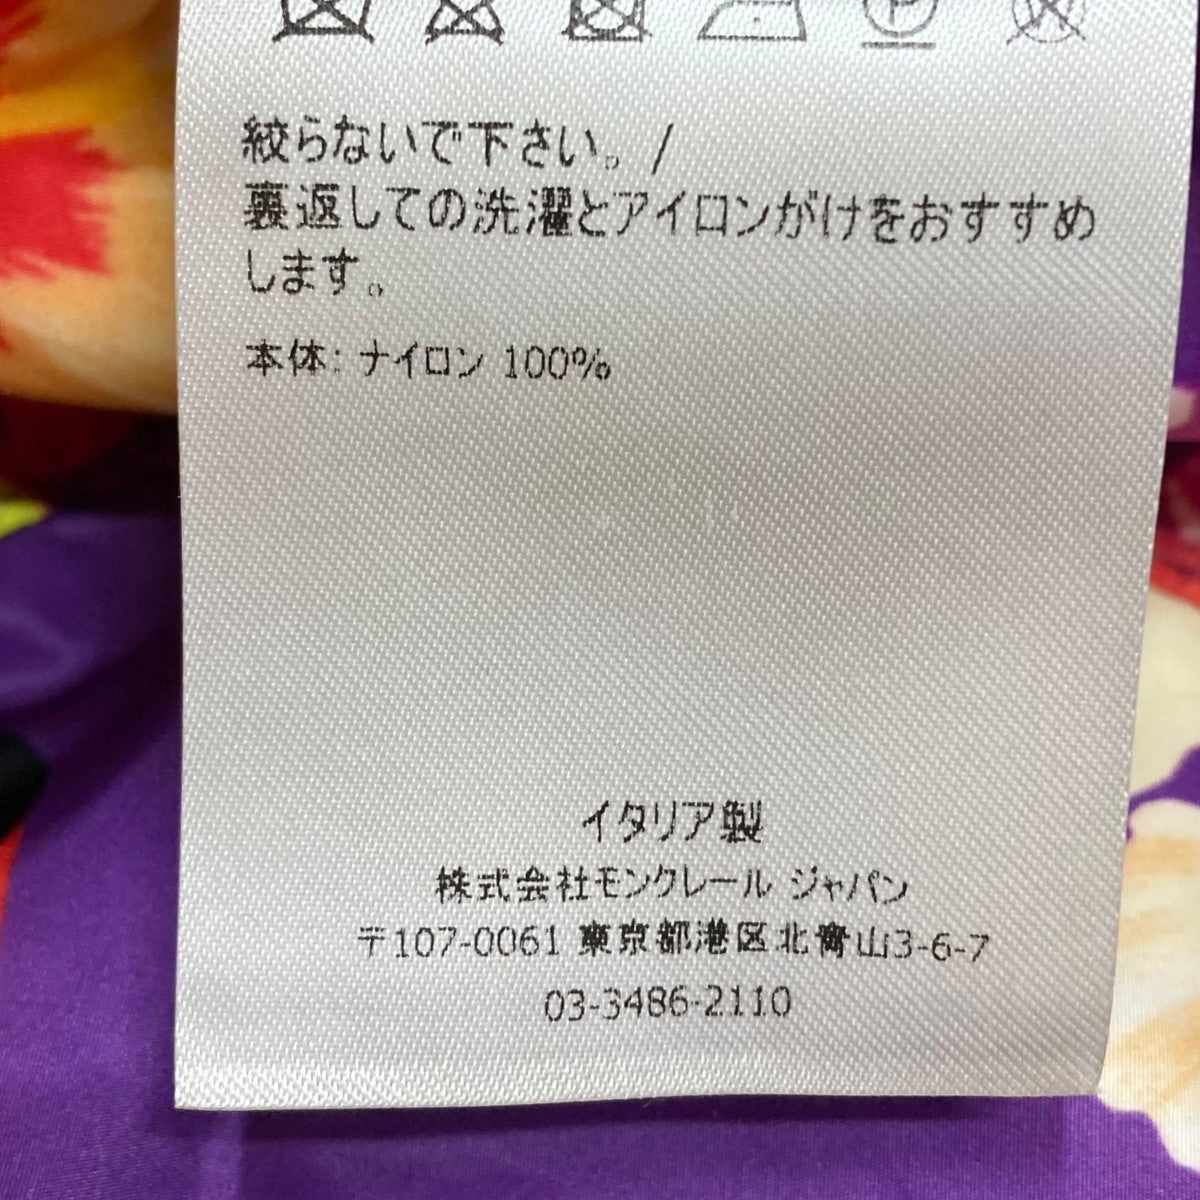 絞らないで下さい。/
裏返しての洗濯とアイロンがけをおすすめ
します。
本体: ナイロン 100%
イタリア製
株式会社モンクレール ジャパン
〒107-0061 東京都港区北青山3-6-7
03-3486-2110